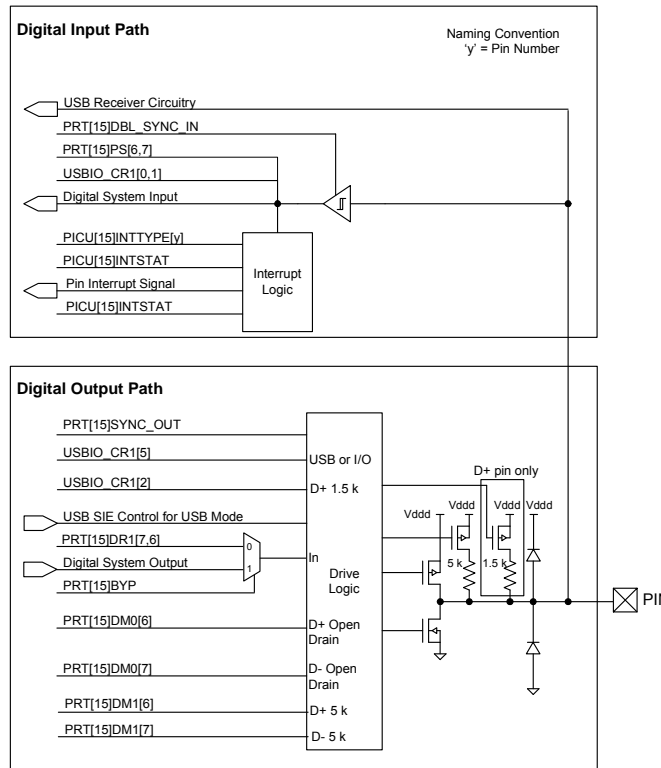 Digital Input Path
Naming Convention
'y' = Pin Number
USB Receiver Circuitry
PRT[15]DBL_SYNC_IN
PRT[15]PS[6,7]
USBIO_CR1[0,1]
Digital System Input
PICU[15]INTTYPE[y]
PICU[15]INTSTAT
Pin Interrupt Signal
PICU[15]INTSTAT
Interrupt
Logic
Digital Output Path
PRT[15]SYNC_OUT
USBIO_CR1[5]
USB or I/O
USBIO_CR1[2]
D+ 1.5 k
D+ pin only
Vddd
Vddd
Vddd
Vddd
USB SIE Control for USB Mode
PRT[15]DR1[7,6]
0
Digital System Output
1
PRT[15]BYP
In
Drive
Logic
5 k
1.5 k
PIN
PRT[15]DM0[6]
D+ Open
Drain
PRT[15]DM0[7]
D- Open
Drain
PRT[15]DM1[6]
D+ 5 k
PRT[15]DM1[7]
D- 5 k